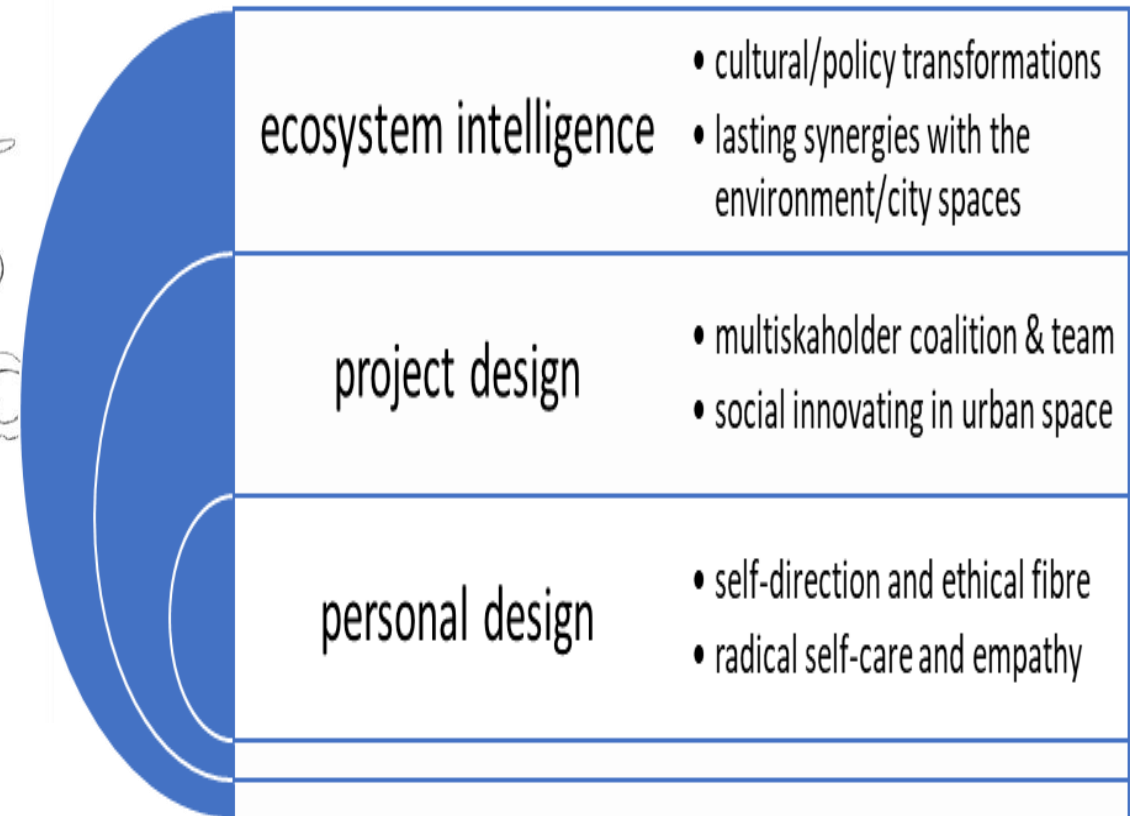 ecosystem intelligence
• cultural/policy transformations
• lasting synergies with the
environment/city spaces
project design
• multiskaholder coalition & team
• social innovating in urban space
personal design
• self-direction and ethical fibre
• radical self-care and empathy